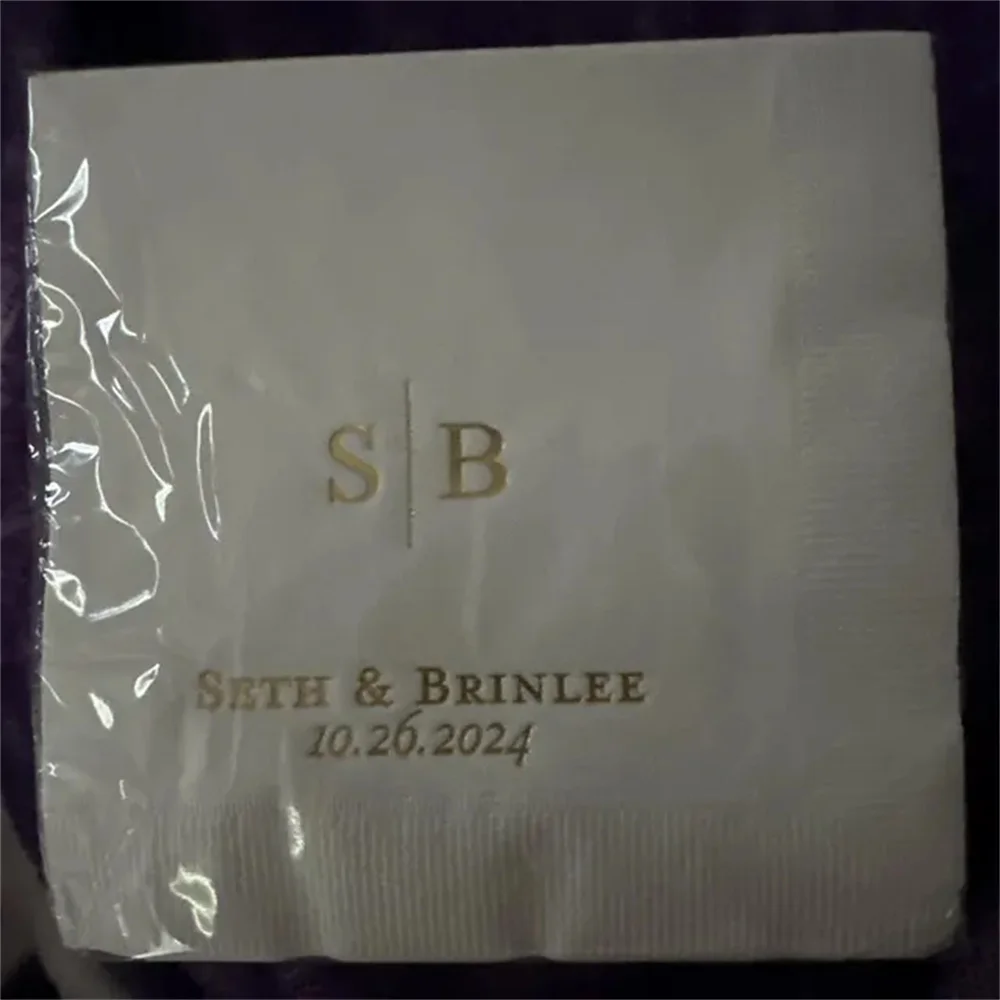 S|B
SETH & BRINLEE
10.26.2024